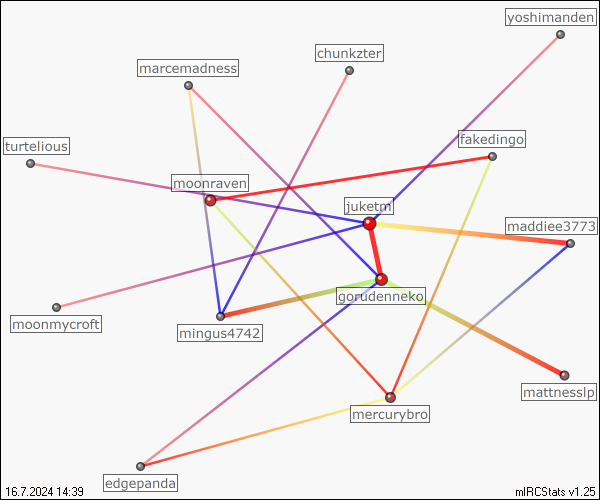 yoshimanden
chunkzter
marcemadness
fakedingo
turtelious
moonraven
juketml
maddiee3773
gorudenneko
moonmycroft
mingus4742
mattnesslp
mercurybro
edgepanda
16.7.2024 14:39
mIRCStats v1.25